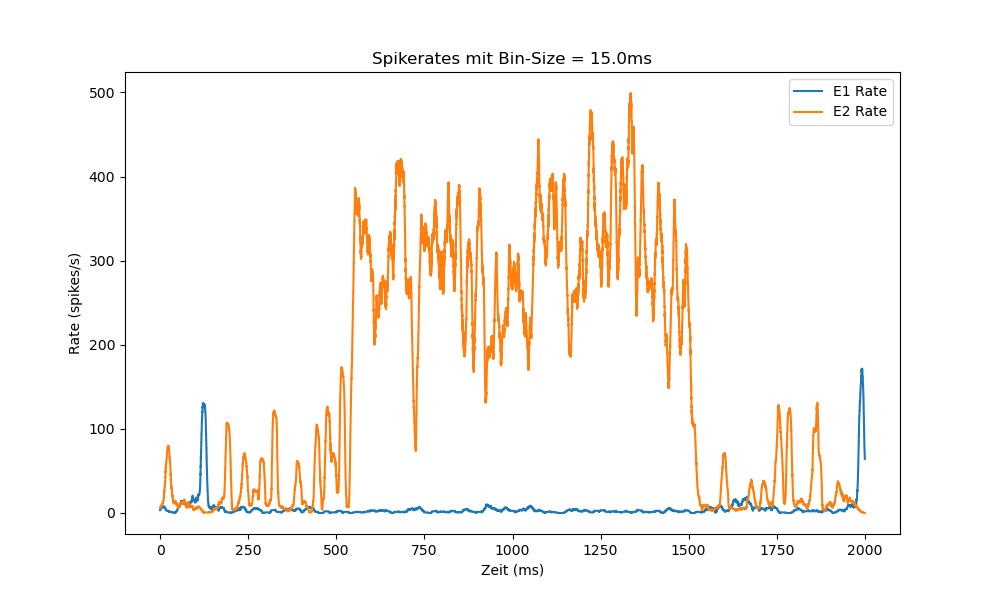 Spikerates mit Bin-Size = 15.0ms
E1 Rate
E2 Rate
500
400
300
200
100
0
Rate (spikes/s)
0 250 500 750 1000 1250 1500 1750 2000
Zeit (ms)